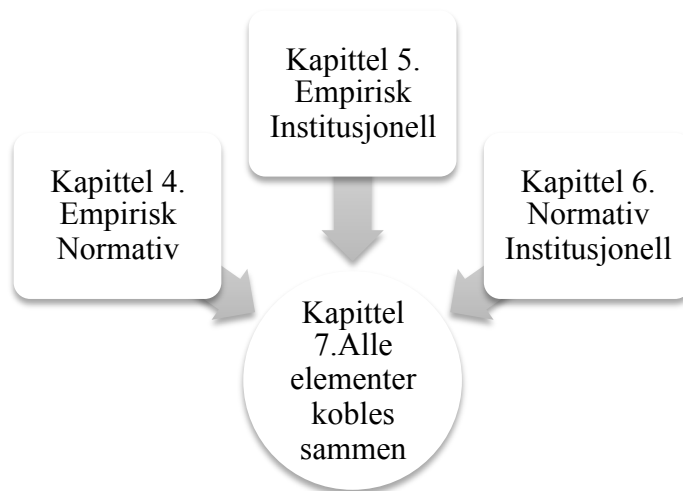 Kapittel 5.
Empirisk
Institusjonell
Kapittel 4.
Empirisk
Normativ
Kapittel 6.
Normativ
Institusjonell
Kapittel
7.Alle
elementer
kobles
sammen